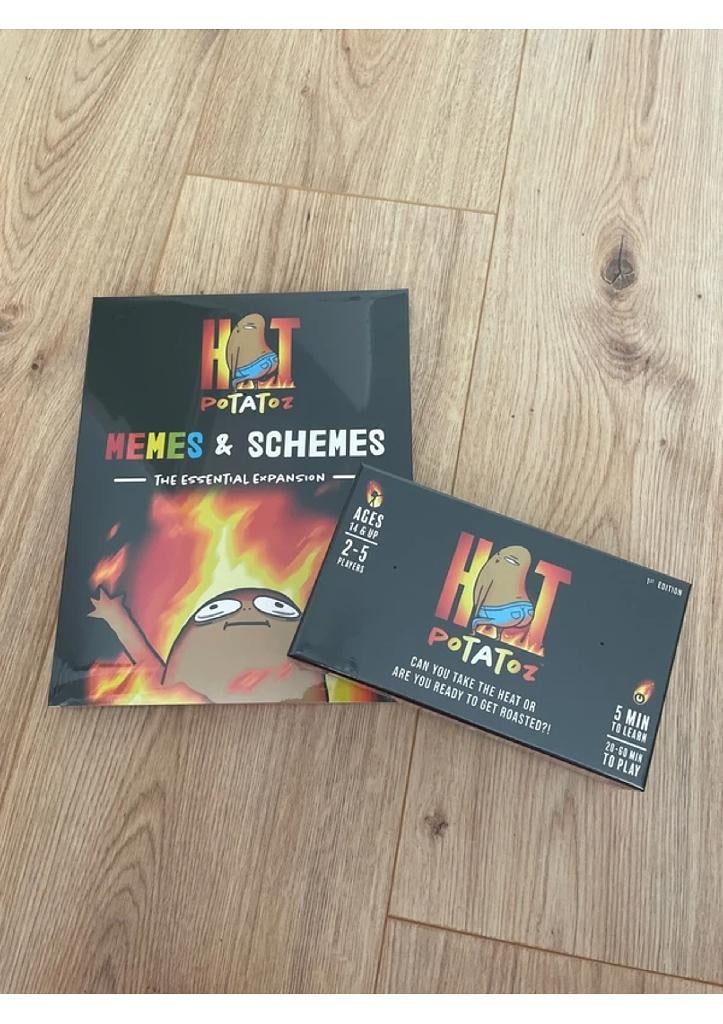 HOT
POTATOZ
MEMES & SCHEMES
THE ESSENTIAL EXPANSION
AGES
14 & UP
2-5
PLAYERS
1ST EDITION
HOT
POTATOZ
CAN YOU TAKE THE HEAT OR
ARE YOU READY TO GET ROASTED?!
5 MIN
TO LEARN
20-60 MIN
TO PLAY